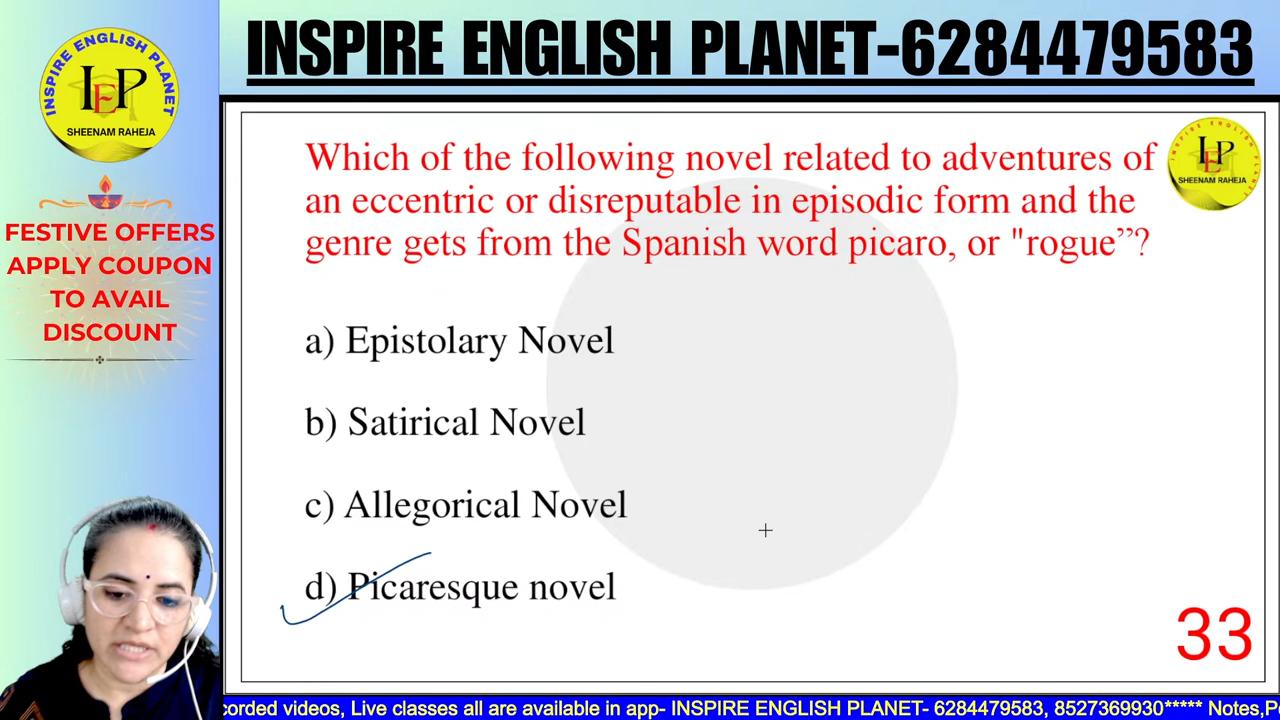 INSPIRE ENGLISH PLANET-6284479583
INSPIRE ENGLISH PLANET
IEP
SHEENAM RAHEJA
FESTIVE OFFERS
APPLY COUPON
TO AVAIL
DISCOUNT
Which of the following novel related to adventures of
an eccentric or disreputable in episodic form and the
genre gets from the Spanish word picaro, or "rogue”?
INSPIRE ENGLISH PLANET
IEP
SHEENAM RAHEJA
a) Epistolary Novel
b) Satirical Novel
c) Allegorical Novel
d) Picaresque novel
33
corded videos, Live classes all are available in app- INSPIRE ENGLISH PLANET- 6284479583, 8527369930***** Notes,P